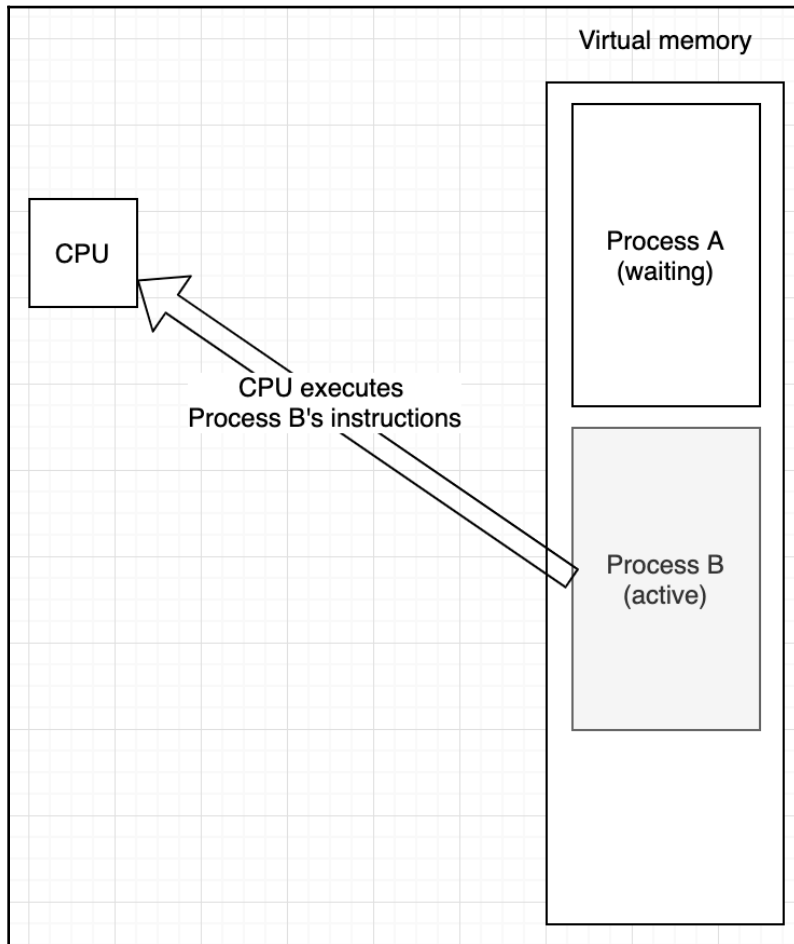 Virtual memory
CPU
Process A
(waiting)
CPU executes
Process B's instructions
Process B
(active)